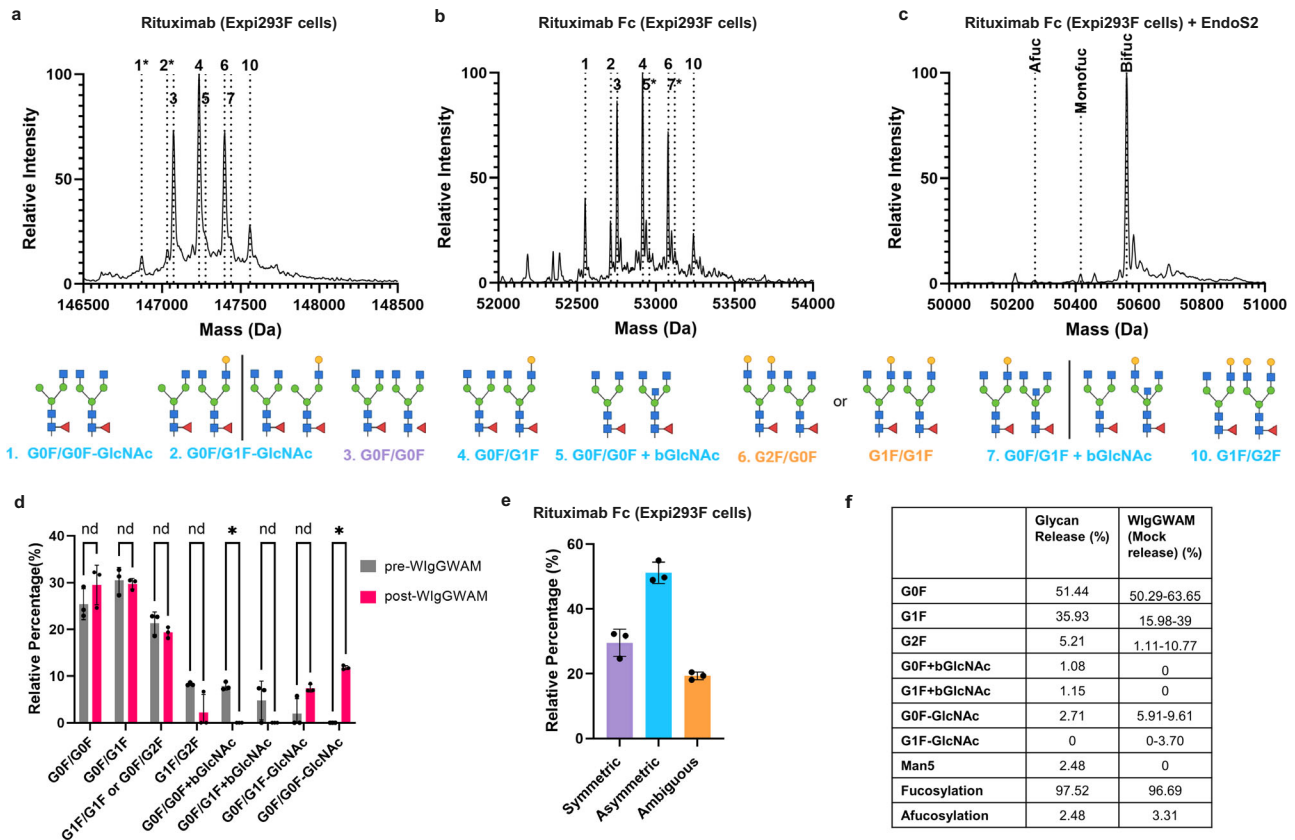 a
Rituximab (Expi293F cells)
1* 2* 4 6 10
3 5 7
Relative Intensity
100
50
0
146500 147000 147500 148000 148500
Mass (Da)
b
Rituximab Fc (Expi293F cells)
1 2 4 6 10
3 5* 7*
Relative Intensity
100
50
0
52000 52500 53000 53500 54000
Mass (Da)
c
Rituximab Fc (Expi293F cells) + EndoS2
Afuc
Monofuc
Bifuc
Relative Intensity
100
50
0
50000 50200 50400 50600 50800 51000
Mass (Da)
or
1. G0F/G0F-GlcNAc
2. G0F/G1F-GlcNAc
3. G0F/G0F
4. G0F/G1F
5. G0F/G0F + bGlcNAc
6. G2F/G0F
G1F/G1F
7. G0F/G1F + bGlcNAc
10. G1F/G2F
d
nd nd nd nd * nd nd *
Relative Percentage(%)
40
30
20
10
0
pre-WIgGWAM
post-WIgGWAM
G0F/G0F
G0F/G1F
G1F/G1F or G0F/G2F
G1F/G2F
G0F/G0F+bGlcNAc
G0F/G1F+bGlcNAc
G0F/G1F-GlcNAc
G0F/G0F-GlcNAc
e
Rituximab Fc (Expi293F cells)
Relative Percentage (%)
60
40
20
0
Symmetric
Asymmetric
Ambiguous
f
Glycan Release (%)
WIgGWAM (Mock release) (%)
G0F 51.44 50.29-63.65
G1F 35.93 15.98-39
G2F 5.21 1.11-10.77
G0F+bGlcNAc 1.08 0
G1F+bGlcNAc 1.15 0
G0F-GlcNAc 2.71 5.91-9.61
G1F-GlcNAc 0 0-3.70
Man5 2.48 0
Fucosylation 97.52 96.69
Afucosylation 2.48 3.31